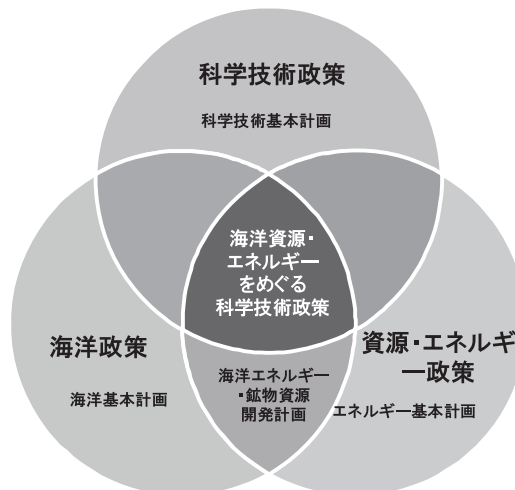 科学技術政策
科学技術基本計画
海洋資源・
エネルギー
をめぐる
科学技術政策
海洋政策
海洋基本計画
海洋エネルギー
・鉱物資源
開発計画
資源・エネルギ
ー政策
エネルギー基本計画